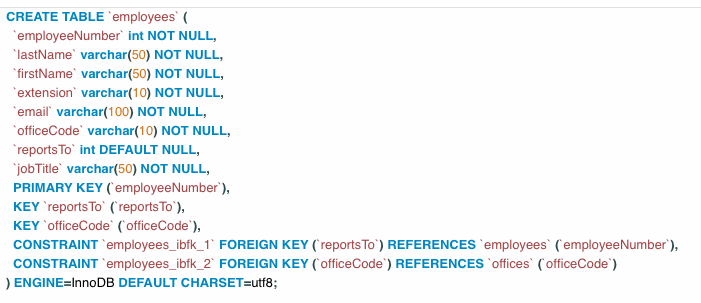 CREATE TABLE `employees` (
`employeeNumber` int NOT NULL,
`lastName` varchar(50) NOT NULL,
`firstName` varchar(50) NOT NULL,
`extension` varchar(10) NOT NULL,
`email` varchar(100) NOT NULL,
`officeCode` varchar(10) NOT NULL,
`reportsTo` int DEFAULT NULL,
`jobTitle` varchar(50) NOT NULL,
PRIMARY KEY (`employeeNumber`),
KEY `reportsTo` (`reportsTo`),
KEY `officeCode` (`officeCode`),
CONSTRAINT `employees_ibfk_1` FOREIGN KEY (`reportsTo`) REFERENCES `employees` (`employeeNumber`),
CONSTRAINT `employees_ibfk_2` FOREIGN KEY (`officeCode`) REFERENCES `offices` (`officeCode`)
) ENGINE=InnoDB DEFAULT CHARSET=utf8;